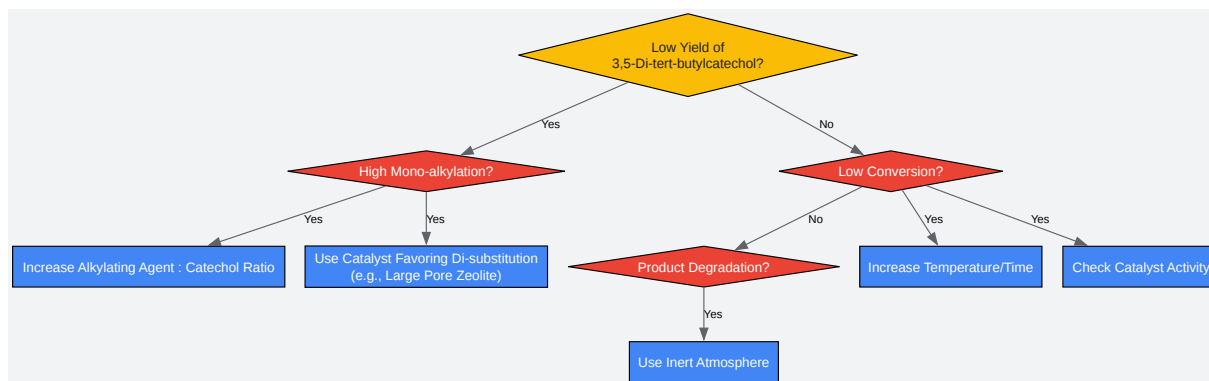 Low Yield of
3,5-Di-tert-butylcatechol?
Yes
No
High Mono-alkylation?
Low Conversion?
Yes
Yes
No
Yes
Yes
Increase Alkylating Agent : Catechol Ratio
Use Catalyst Favoring Di-substitution
(e.g., Large Pore Zeolite)
Product Degradation?
Increase Temperature/Time
Check Catalyst Activity
Yes
Use Inert Atmosphere